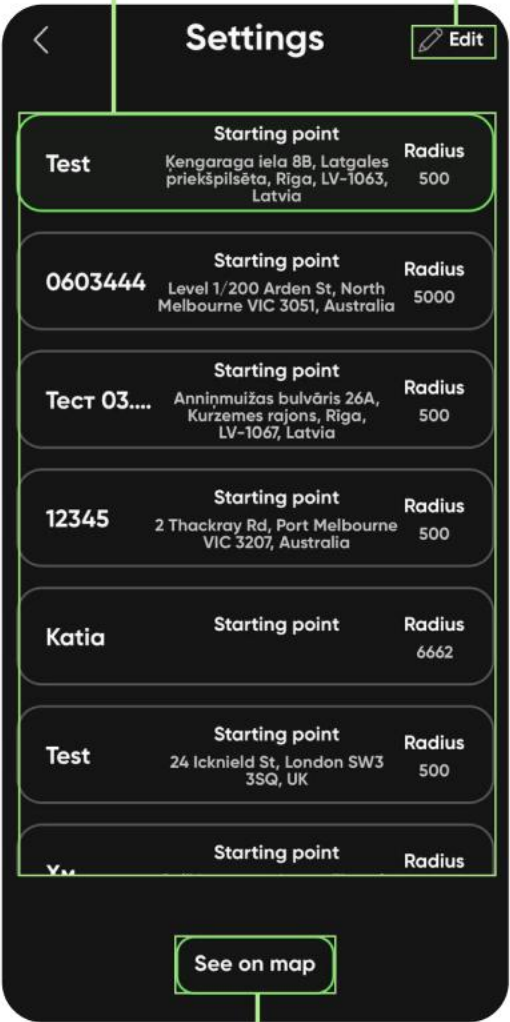 Settings
Edit
Test
Starting point
Ķengaraga iela 8B, Latgales
priekšpilsēta, Rīga, LV-1063,
Latvia
Radius
500
0603444
Starting point
Level 1/200 Arden St, North
Melbourne VIC 3051, Australia
Radius
5000
Тест 03....
Starting point
Anniņmuižas bulvāris 26A,
Kurzemes rajons, Rīga,
LV-1067, Latvia
Radius
500
12345
Starting point
2 Thackray Rd, Port Melbourne
VIC 3207, Australia
Radius
500
Katia
Starting point
Radius
6662
Test
Starting point
24 Icknield St, London SW3
3SQ, UK
Radius
500
Хм
Starting point
Radius
See on map